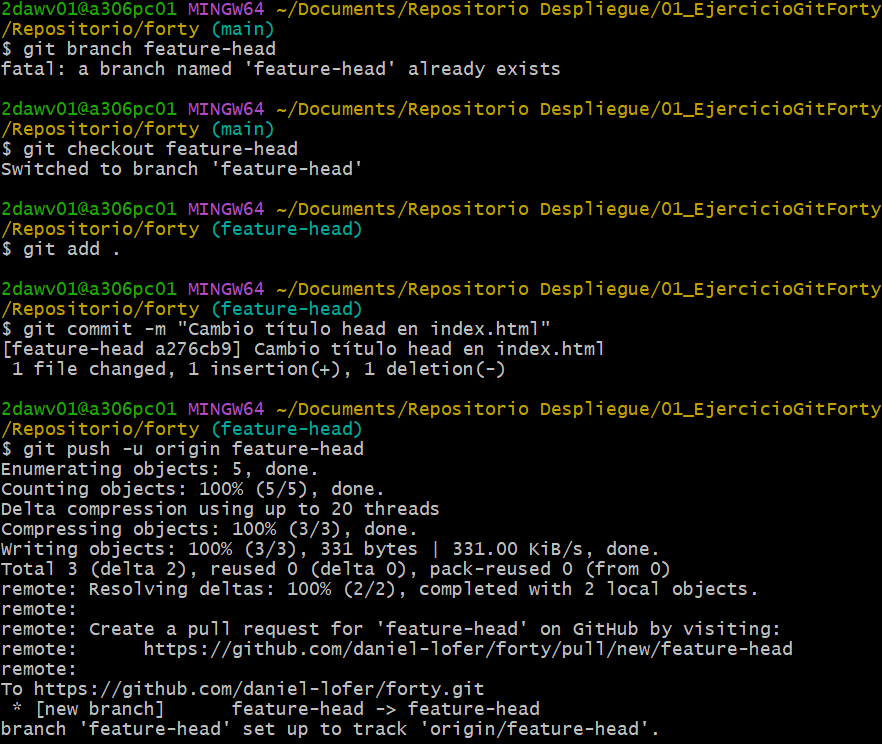 2dawv01@a306pc01 MINGW64 ~/Documents/Repositorio Despliegue/01_EjercicioGitForty
/Repositorio/forty (main)
$ git branch feature-head
fatal: a branch named 'feature-head' already exists
2dawv01@a306pc01 MINGW64 ~/Documents/Repositorio Despliegue/01_EjercicioGitForty
/Repositorio/forty (main)
$ git checkout feature-head
Switched to branch 'feature-head'
2dawv01@a306pc01 MINGW64 ~/Documents/Repositorio Despliegue/01_EjercicioGitForty
/Repositorio/forty (feature-head)
$ git add .
2dawv01@a306pc01 MINGW64 ~/Documents/Repositorio Despliegue/01_EjercicioGitForty
/Repositorio/forty (feature-head)
$ git commit -m "Cambio título head en index.html"
[feature-head a276cb9] Cambio título head en index.html
 1 file changed, 1 insertion(+), 1 deletion(-)
2dawv01@a306pc01 MINGW64 ~/Documents/Repositorio Despliegue/01_EjercicioGitForty
/Repositorio/forty (feature-head)
$ git push -u origin feature-head
Enumerating objects: 5, done.
Counting objects: 100% (5/5), done.
Delta compression using up to 20 threads
Compressing objects: 100% (3/3), done.
Writing objects: 100% (3/3), 331 bytes | 331.00 KiB/s, done.
Total 3 (delta 2), reused 0 (delta 0), pack-reused 0 (from 0)
remote: Resolving deltas: 100% (2/2), completed with 2 local objects.
remote:
remote: Create a pull request for 'feature-head' on GitHub by visiting:
remote:      https://github.com/daniel-lofer/forty/pull/new/feature-head
remote:
To https://github.com/daniel-lofer/forty.git
 * [new branch]      feature-head -> feature-head
branch 'feature-head' set up to track 'origin/feature-head'.